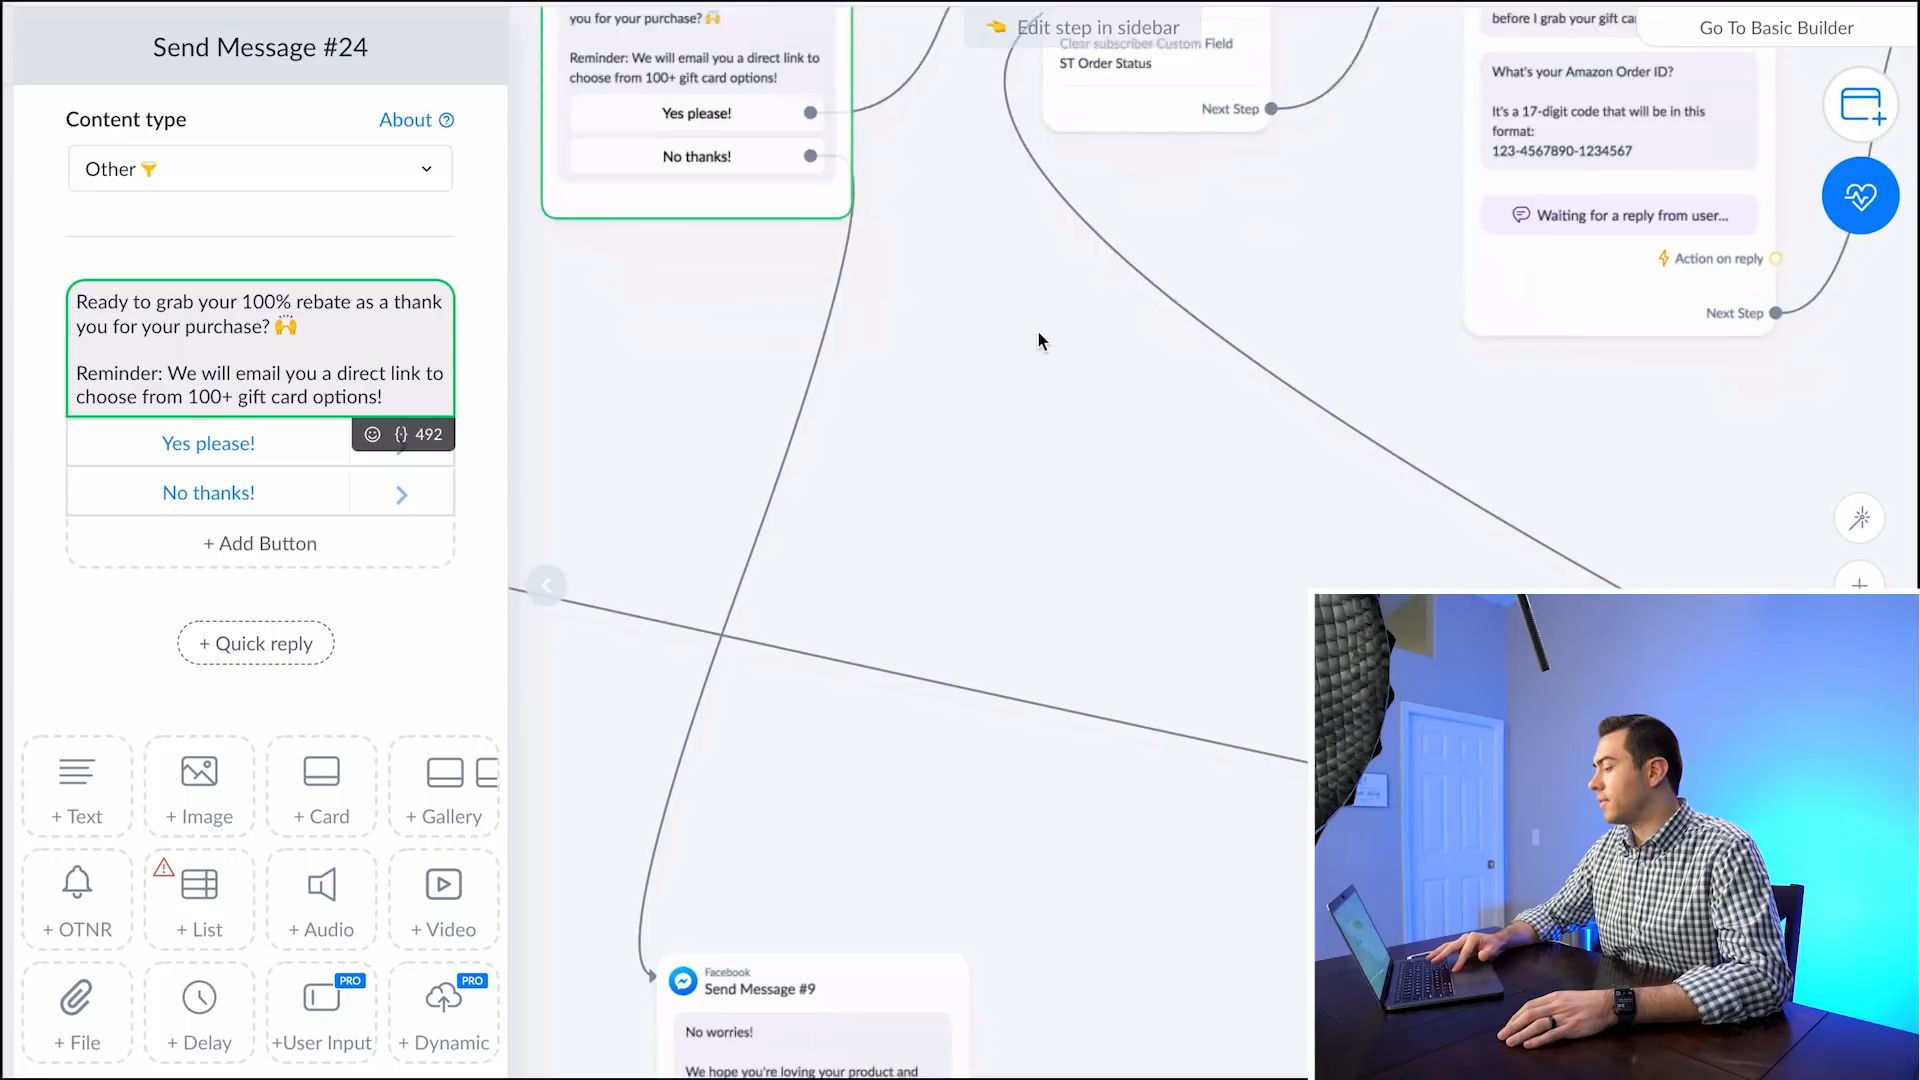 Send Message #24
Content type
About
Other
Ready to grab your 100% rebate as a thank
you for your purchase? 🙌
Reminder: We will email you a direct link to
choose from 100+ gift card options!
492
Yes please!
No thanks!
+ Add Button
+ Quick reply
+ Text
+ Image
+ Card
+ Gallery
+ OTNR
+ List
+ Audio
+ Video
PRO
PRO
+ File
+ Delay
+User Input
+ Dynamic
you for your purchase? 🙌
Reminder: We will email you a direct link to
choose from 100+ gift card options!
Yes please!
No thanks!
👈 Edit step in sidebar
Clear subscriber Custom Field
ST Order Status
Next Step
before I grab your gift ca
Go To Basic Builder
What's your Amazon Order ID?
It's a 17-digit code that will be in this
format:
123-4567890-1234567
Waiting for a reply from user...
Action on reply
Next Step
Facebook
Send Message #9
No worries!
We hope you're loving your product and